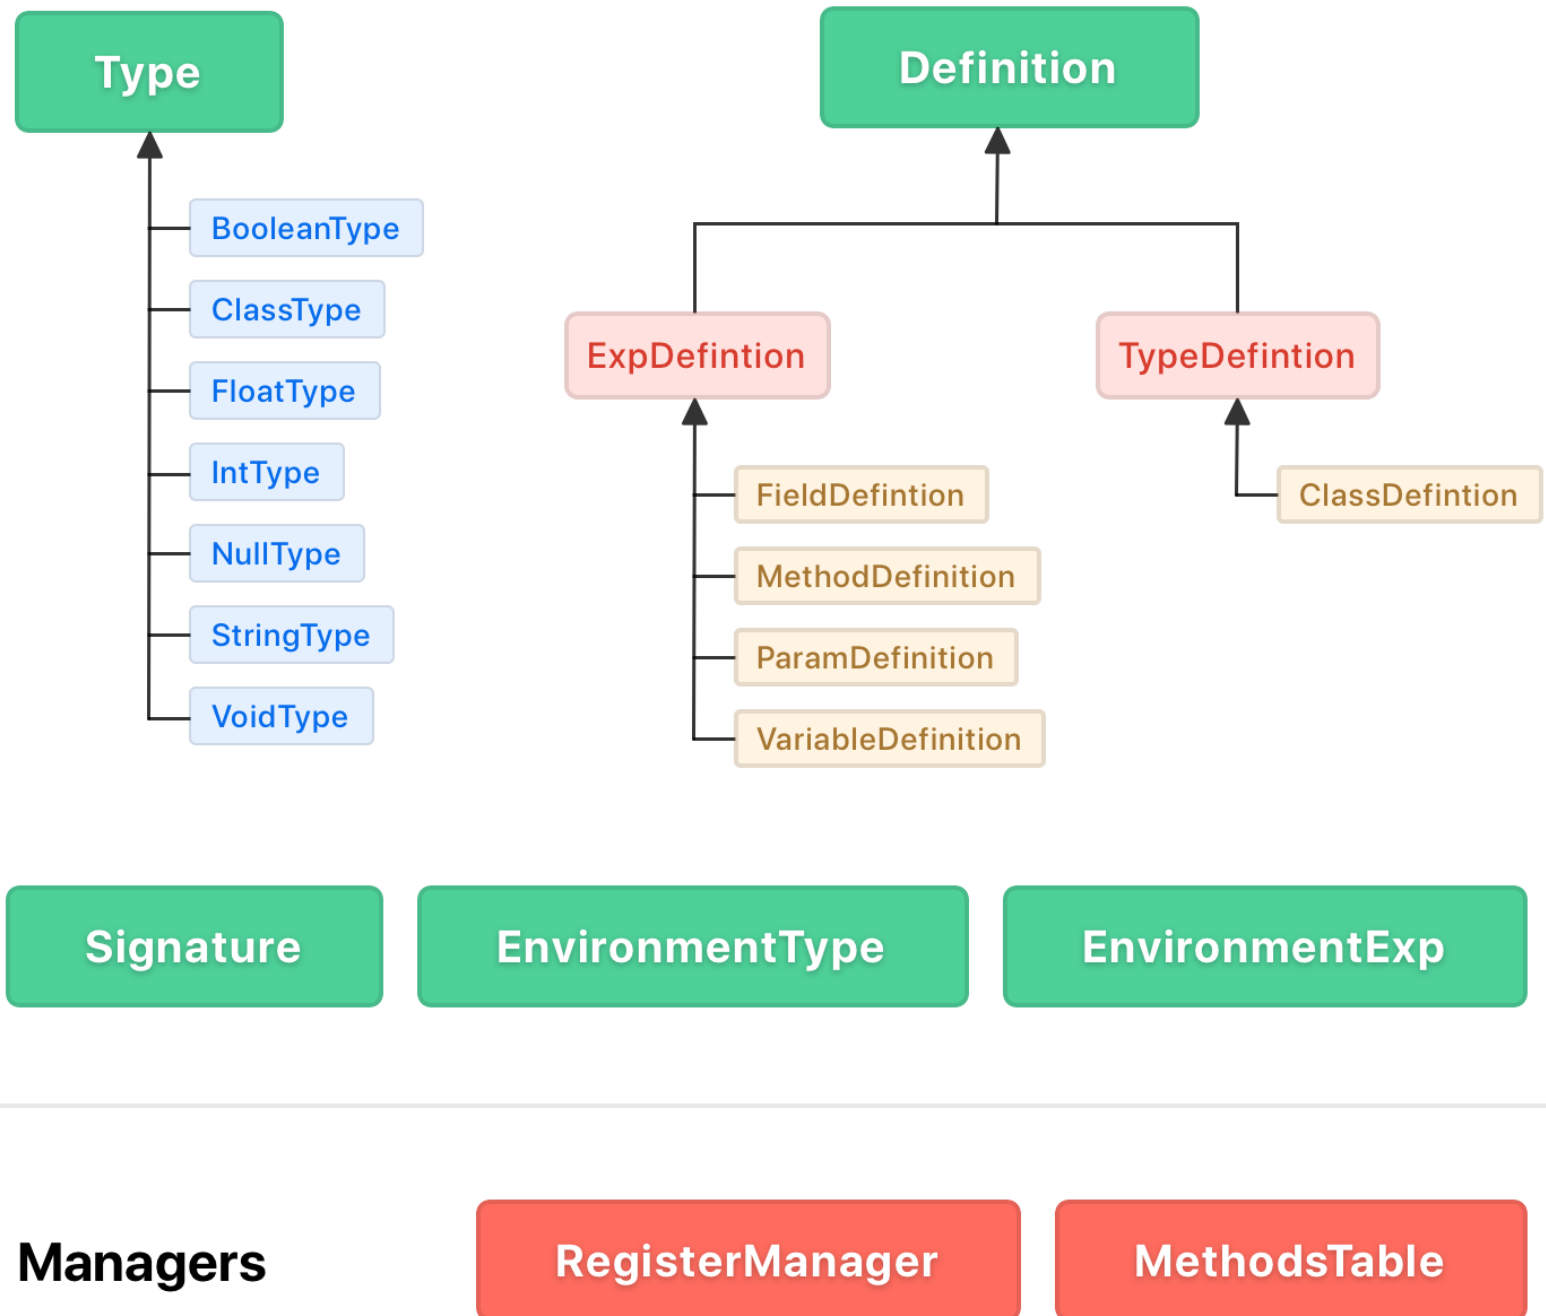 Type
Definition
BooleanType
ClassType
FloatType
IntType
NullType
StringType
VoidType
ExpDefintion
TypeDefintion
FieldDefintion
MethodDefinition
ParamDefinition
VariableDefinition
ClassDefintion
Signature
EnvironmentType
EnvironmentExp
Managers
RegisterManager
MethodsTable